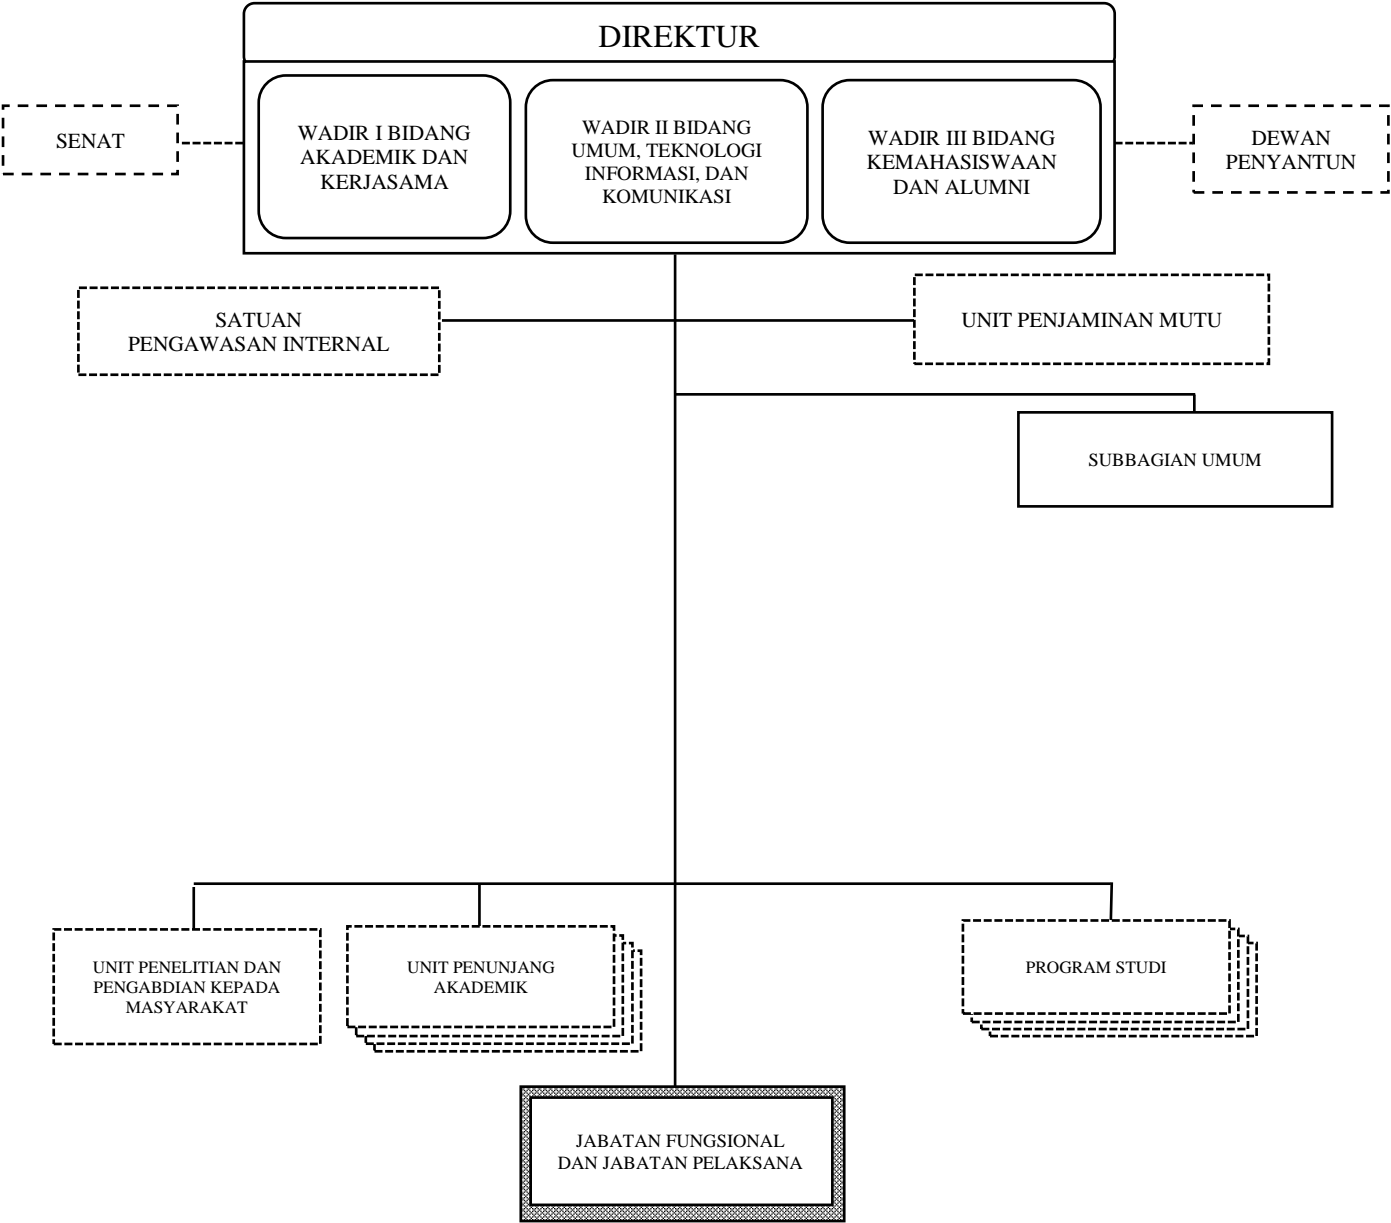 DIREKTUR
SENAT
WADIR I BIDANG
AKADEMIK DAN
KERJASAMA
WADIR II BIDANG
UMUM, TEKNOLOGI
INFORMASI, DAN
KOMUNIKASI
WADIR III BIDANG
KEMAHASISWAAN
DAN ALUMNI
DEWAN
PENYANTUN
SATUAN
PENGAWASAN INTERNAL
UNIT PENJAMINAN MUTU
SUBBAGIAN UMUM
UNIT PENELITIAN DAN
PENGABDIAN KEPADA
MASYARAKAT
UNIT PENUNJANG
AKADEMIK
PROGRAM STUDI
JABATAN FUNGSIONAL
DAN JABATAN PELAKSANA